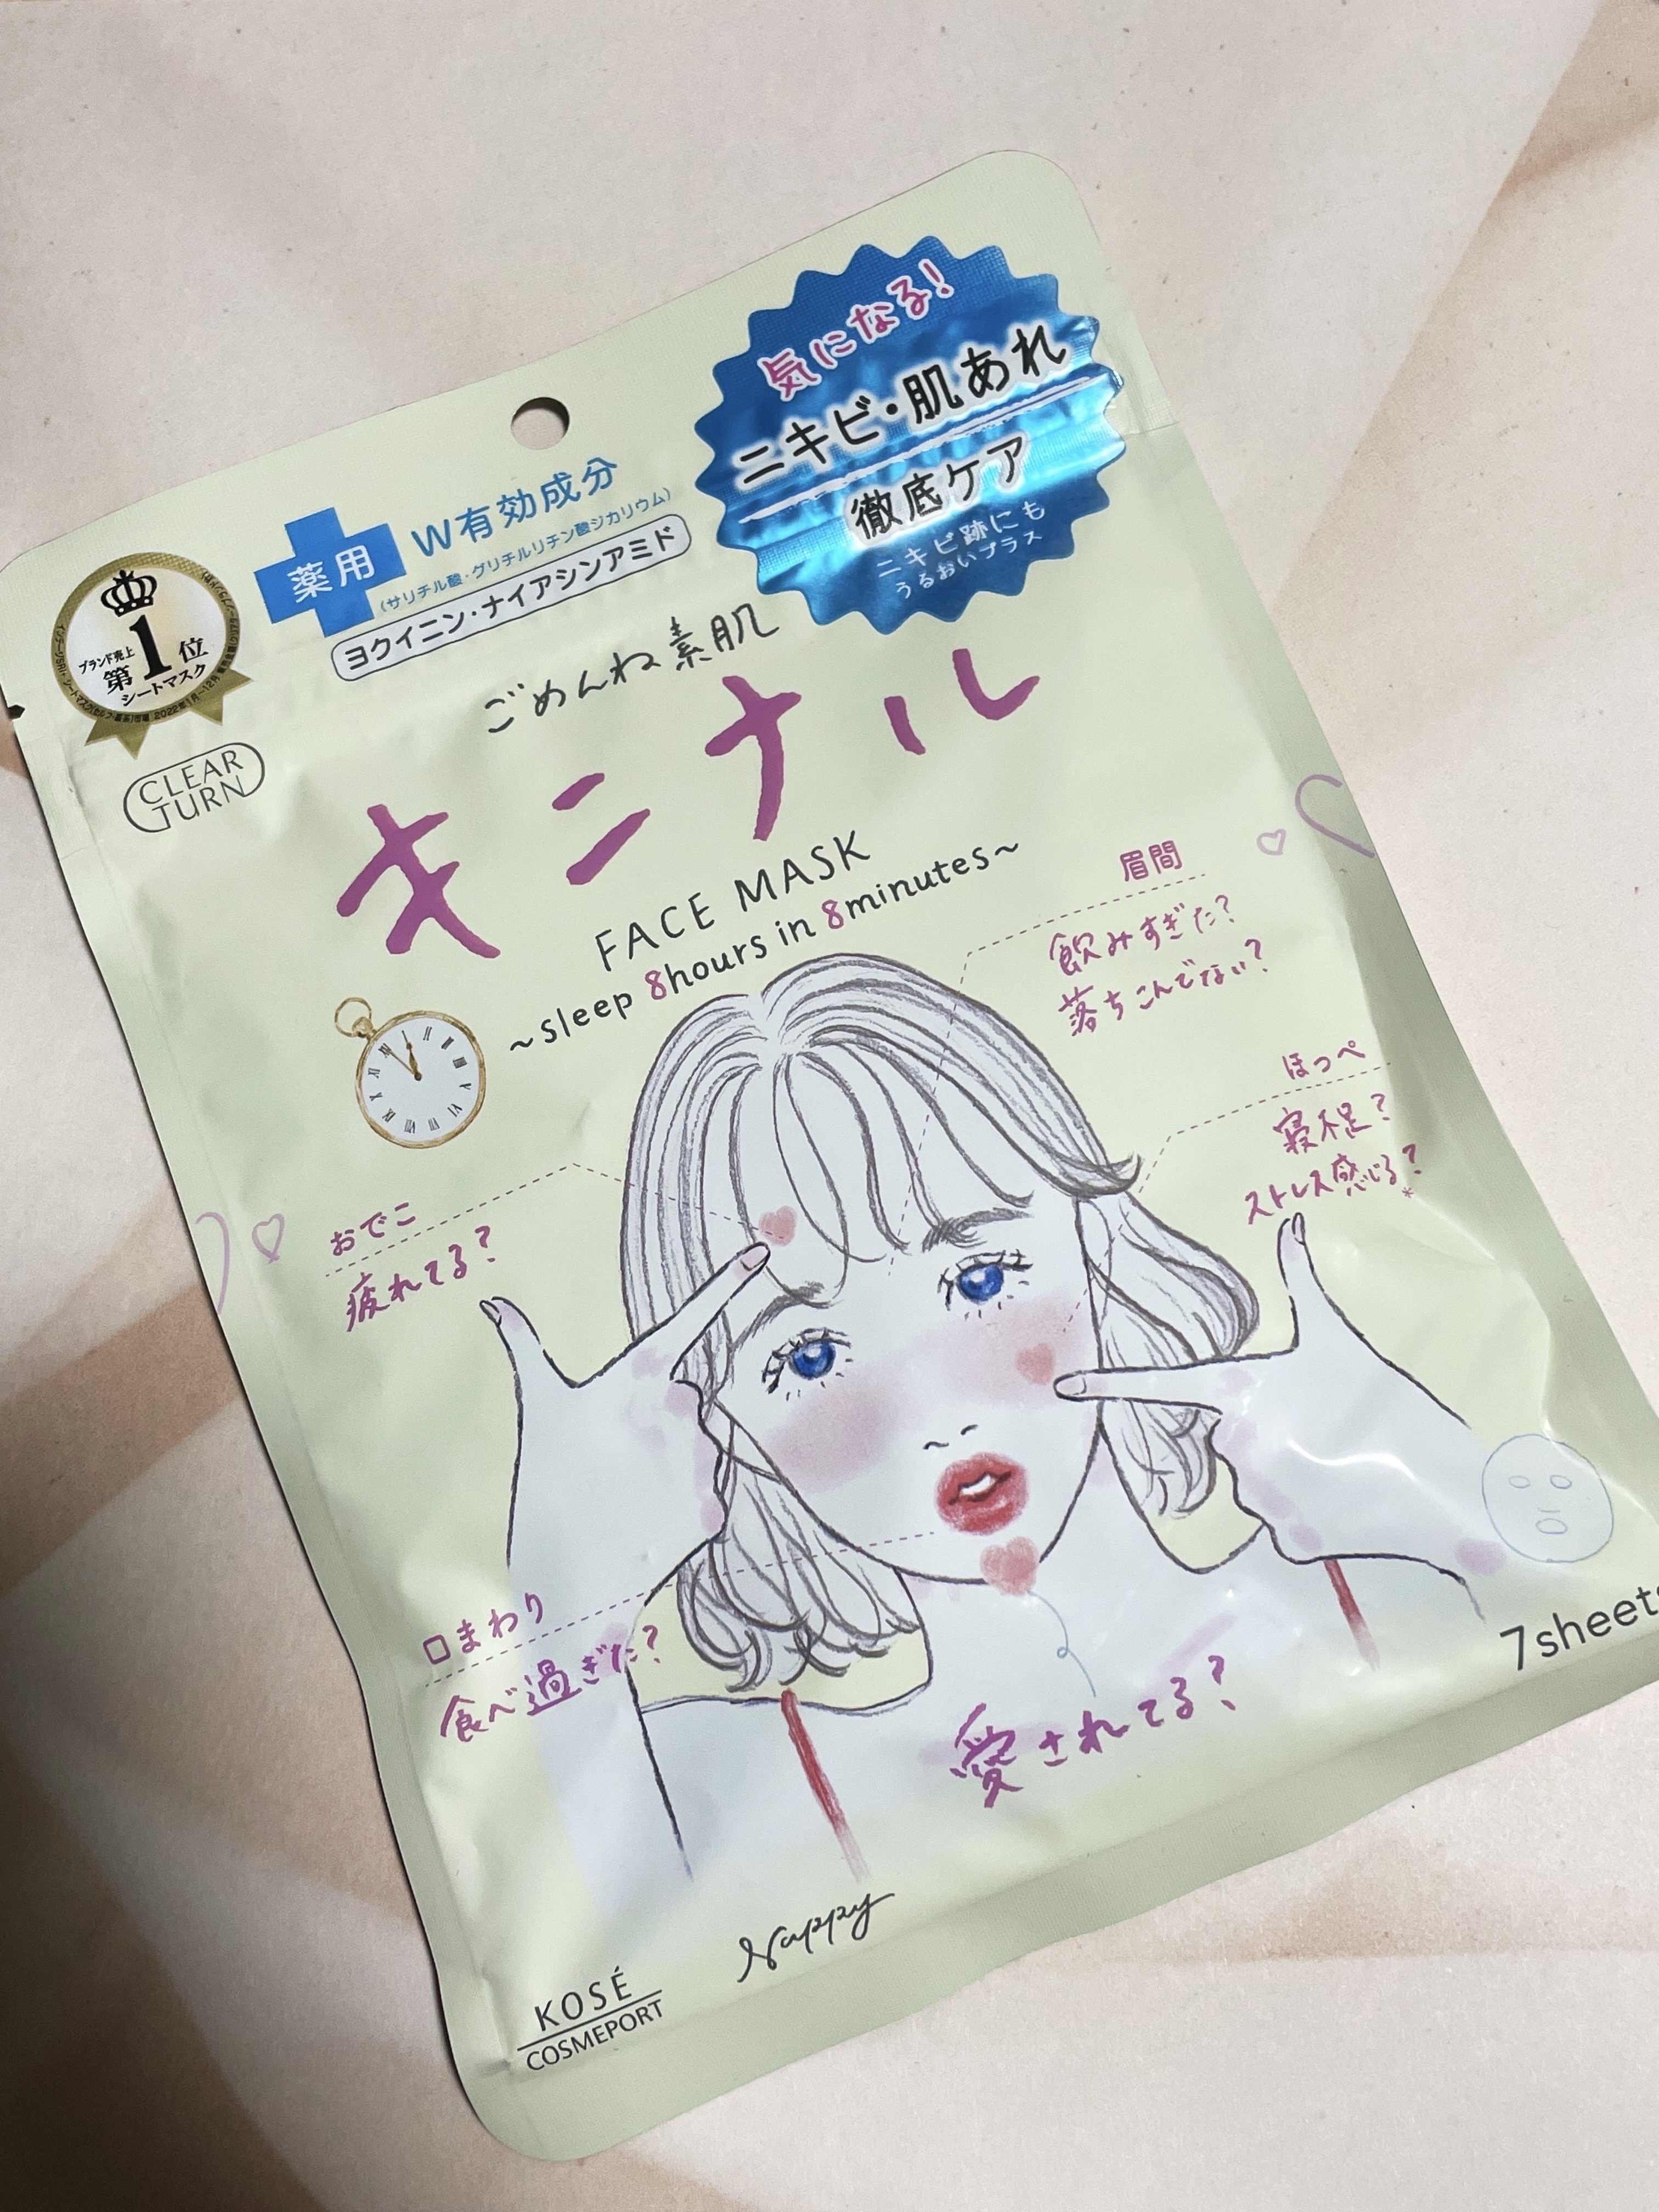 気になる!
ニキビ・肌あれ
徹底ケア
ニキビ跡にも
うるおいプラス
薬用
W有効成分
(サリチル酸・グリチルリチン酸ジカリウム)
ヨクイニン・ナイアシンアミド
ブランド売上
第1位
シートマスク
CLEAR
TURN
ごめんね素肌
キニナル
FACE MASK
~sleep 8hours in 8minutes~
眉間
飲みすぎた?
落ちこんでない?
ほっぺ
寝不足?
ストレス感じる?
おでこ
疲れてる?
口まわり
食べ過ぎた?
愛されてる?
7sheets
Nappy
KOSÉ
COSMEPORT